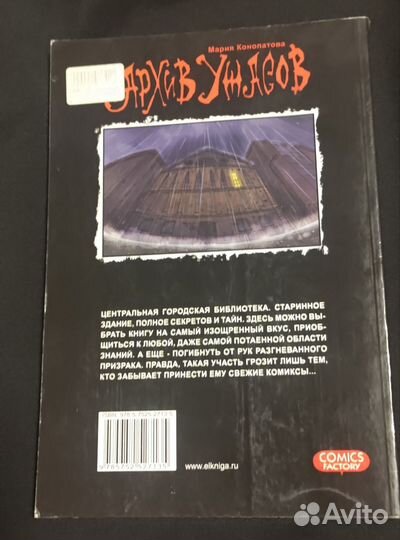 Мария Конопатова
АРХИВ УЖАСОВ
ЦЕНТРАЛЬНАЯ ГОРОДСКАЯ БИБЛИОТЕКА. СТАРИННОЕ
ЗДАНИЕ, ПОЛНОЕ СЕКРЕТОВ И ТАЙН. ЗДЕСЬ МОЖНО ВЫ-
БРАТЬ КНИГУ НА САМЫЙ ИЗОЩРЕННЫЙ ВКУС, ПРИОБ-
ЩИТЬСЯ К ЛЮБОЙ, ДАЖЕ САМОЙ ПОТАЕННОЙ ОБЛАСТИ
ЗНАНИЙ. А ЕЩЕ - ПОГИБНУТЬ ОТ РУК РАЗГНЕВАННОГО
ПРИЗРАКА. ПРАВДА, ТАКАЯ УЧАСТЬ ГРОЗИТ ЛИШЬ ТЕМ,
КТО ЗАБЫВАЕТ ПРИНЕСТИ ЕМУ СВЕЖИЕ КОМИКСЫ...
www.elkniga.ru
COMICS
FACTORY
Avito